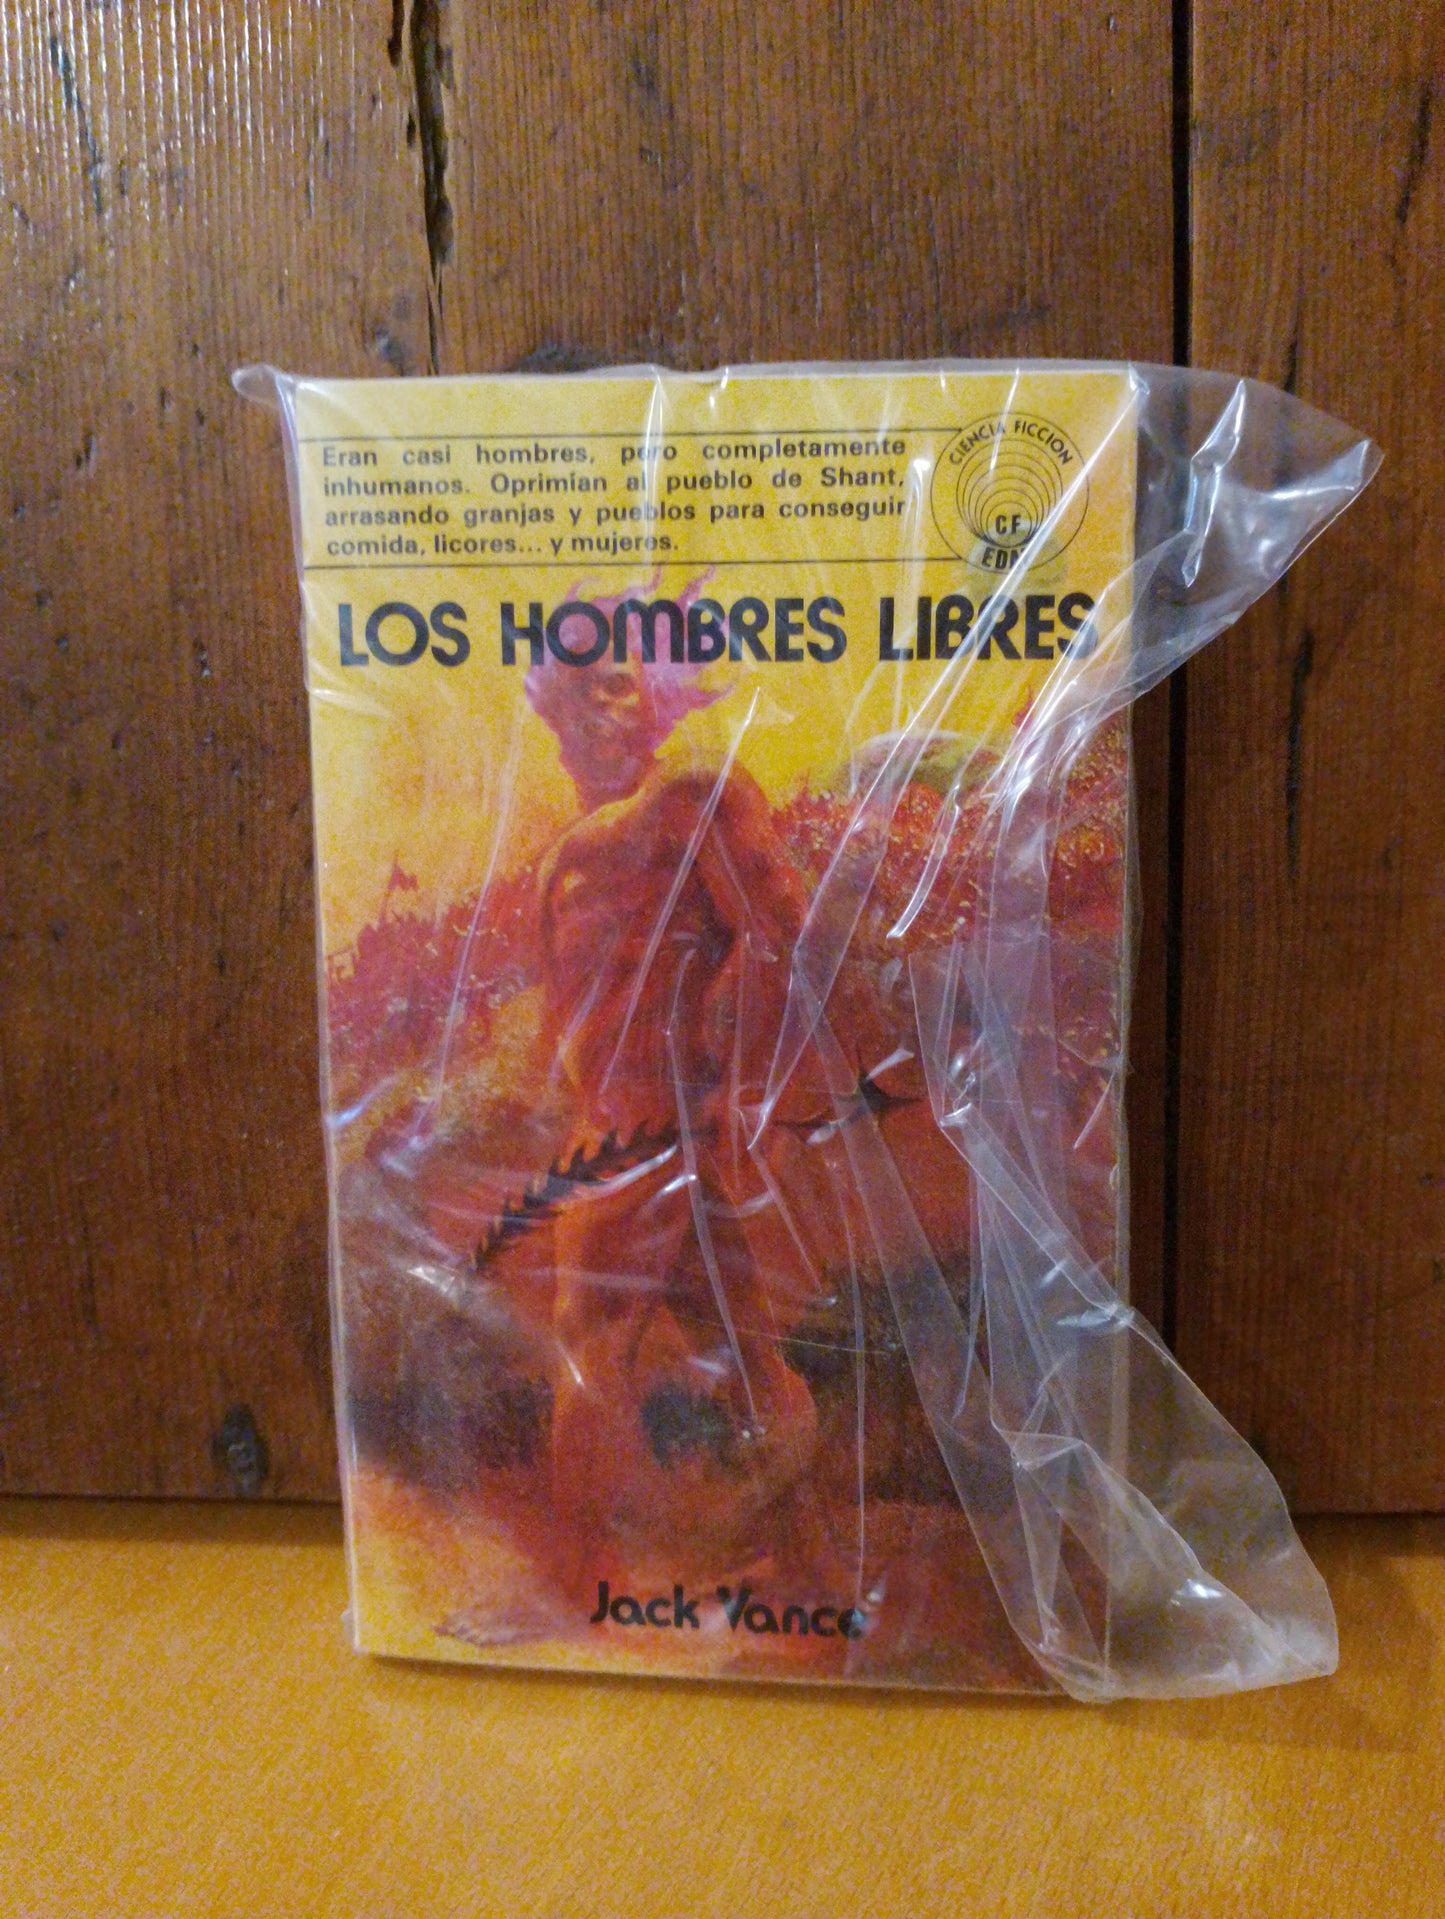 Eran casi hombres, pero completamente
inhumanos. Oprimían al pueblo de Shant,
arrasando granjas y pueblos para conseguir
comida, licores... y mujeres.
CIENCIA FICCION
CF
LOS HOMBRES LIBRES
Jack Vance